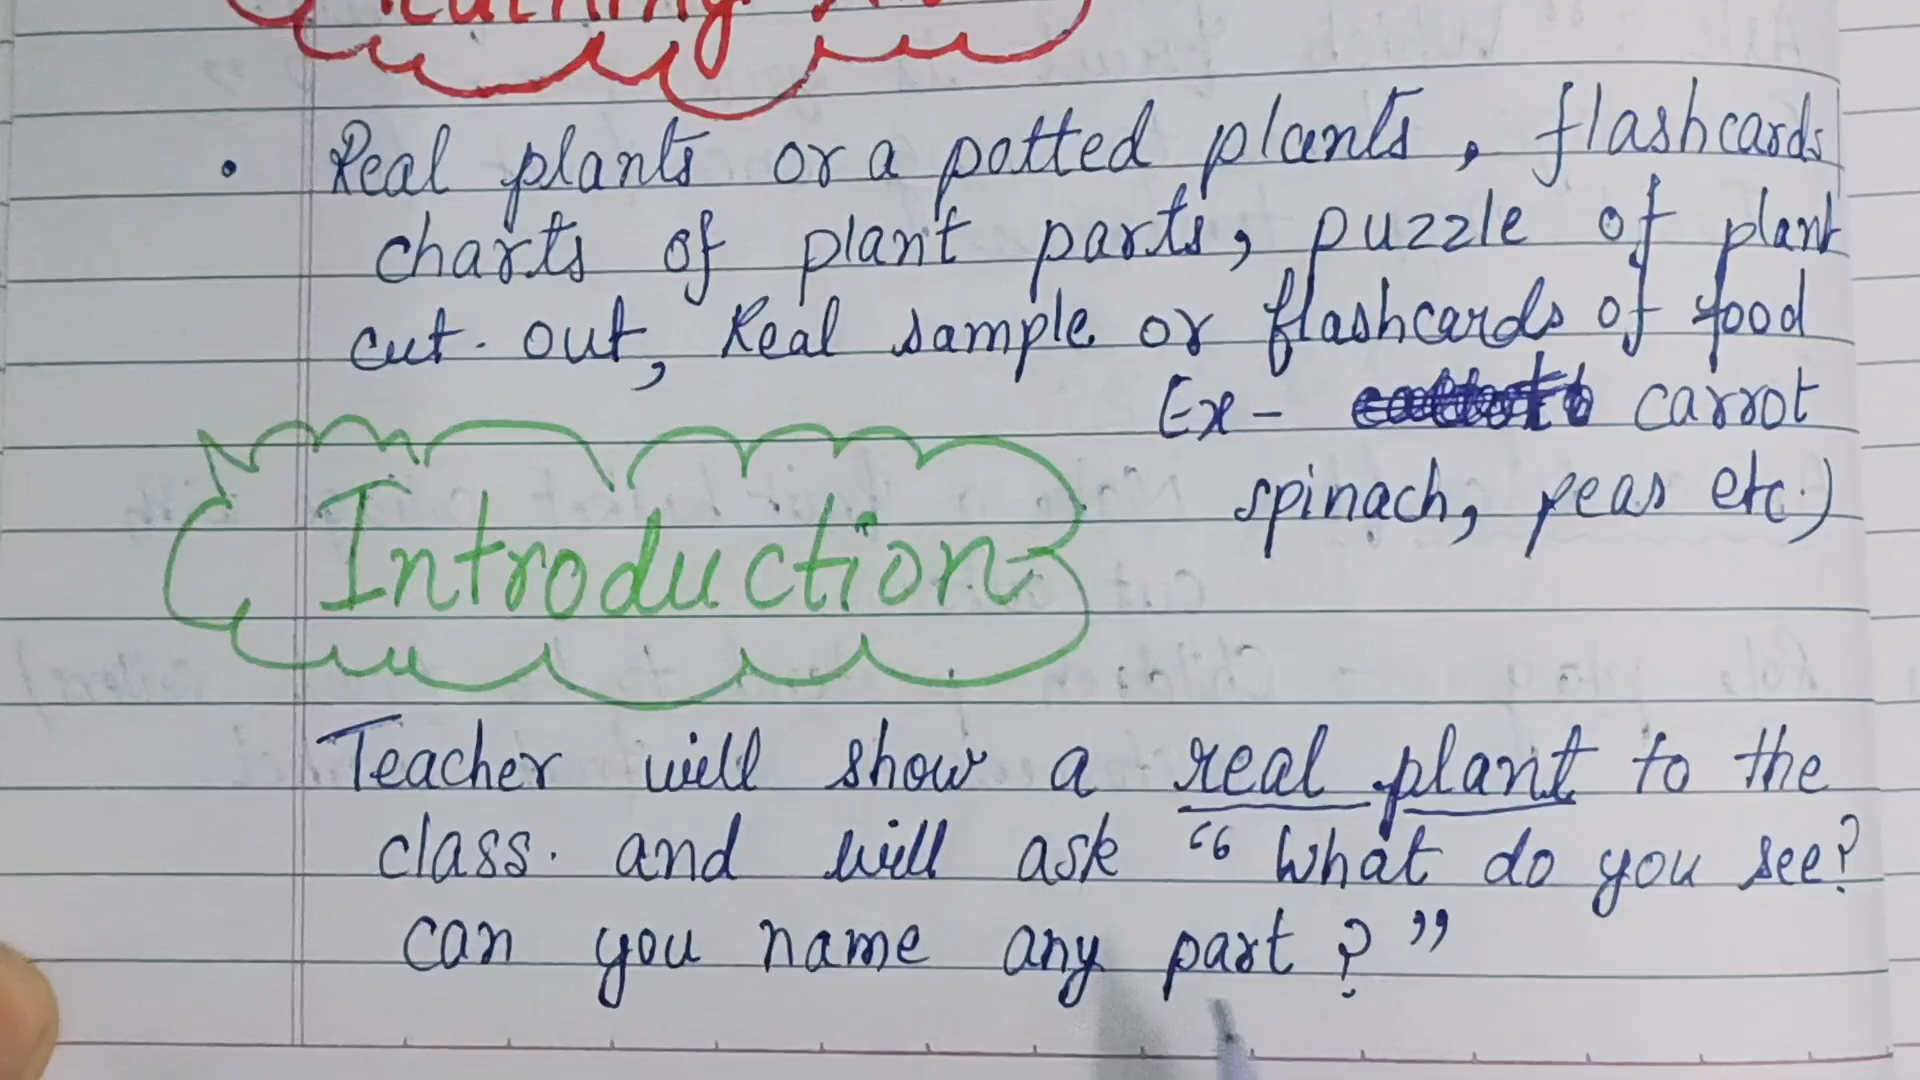 • Real plants or a potted plants, flashcards
charts of plant parts, puzzle of plant
cut-out, Real sample or flashcards of food
Ex- carrot
spinach, peas etc.)
Introduction
Teacher will show a real plant to the
class. and will ask “What do you see?
can you name any part?”